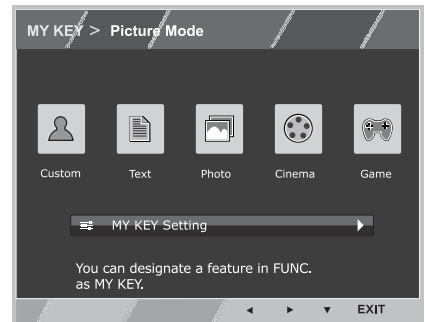 MY KEY > Picture Mode
Custom Text Photo Cinema Game
MY KEY Setting
You can designate a feature in FUNC.
as MY KEY.
EXIT